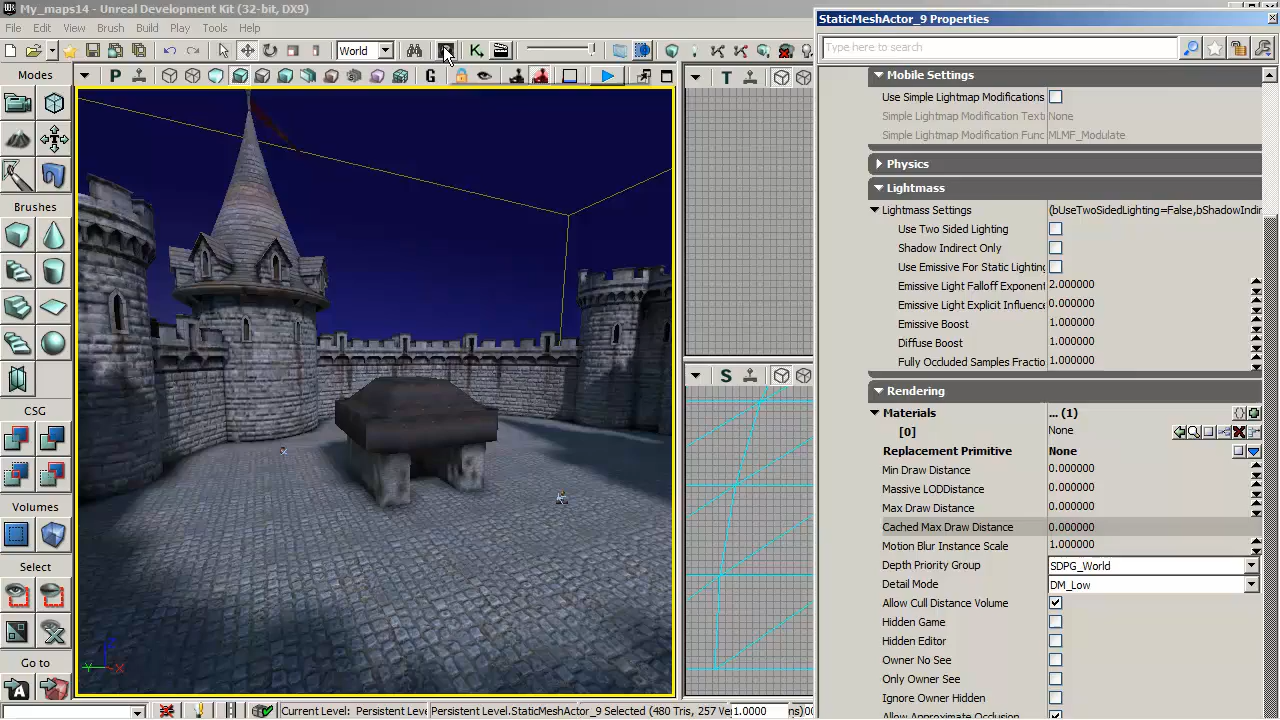 My_maps14 - Unreal Development Kit (32-bit, DX9)
File Edit View Brush Build Play Tools Help
World
Modes
P G
T
Brushes
CSG
S
Volumes
Select
Go to
Current Level: Persistent Leve Persistent Level.StaticMeshActor_9 Selected (480 Tris, 257 Ver 1.0000
StaticMeshActor_9 Properties
Type here to search
Mobile Settings
Use Simple Lightmap Modifications
Simple Lightmap Modification Text None
Simple Lightmap Modification Func MLMF_Modulate
Physics
Lightmass
Lightmass Settings (bUseTwoSidedLighting=False,bShadowIndir
Use Two Sided Lighting
Shadow Indirect Only
Use Emissive For Static Lighting
Emissive Light Falloff Exponent 2.000000
Emissive Light Explicit Influence 0.000000
Emissive Boost 1.000000
Diffuse Boost 1.000000
Fully Occluded Samples Fractio 1.000000
Rendering
Materials ... (1)
[0] None
Replacement Primitive None
Min Draw Distance 0.000000
Massive LODDistance 0.000000
Max Draw Distance 0.000000
Cached Max Draw Distance 0.000000
Motion Blur Instance Scale 1.000000
Depth Priority Group SDPG_World
Detail Mode DM_Low
Allow Cull Distance Volume
Hidden Game
Hidden Editor
Owner No See
Only Owner See
Ignore Owner Hidden
Allow Approximate Occlusion